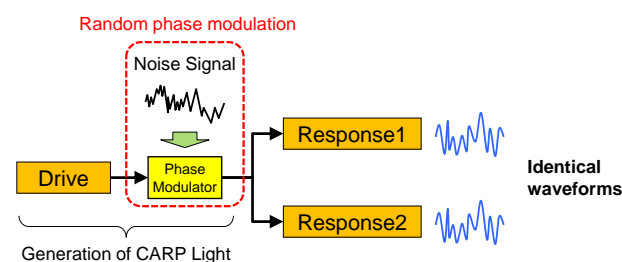 Random phase modulation
Noise Signal
Drive
Phase
Modulator
Response1
Response2
Identical
waveforms
Generation of CARP Light